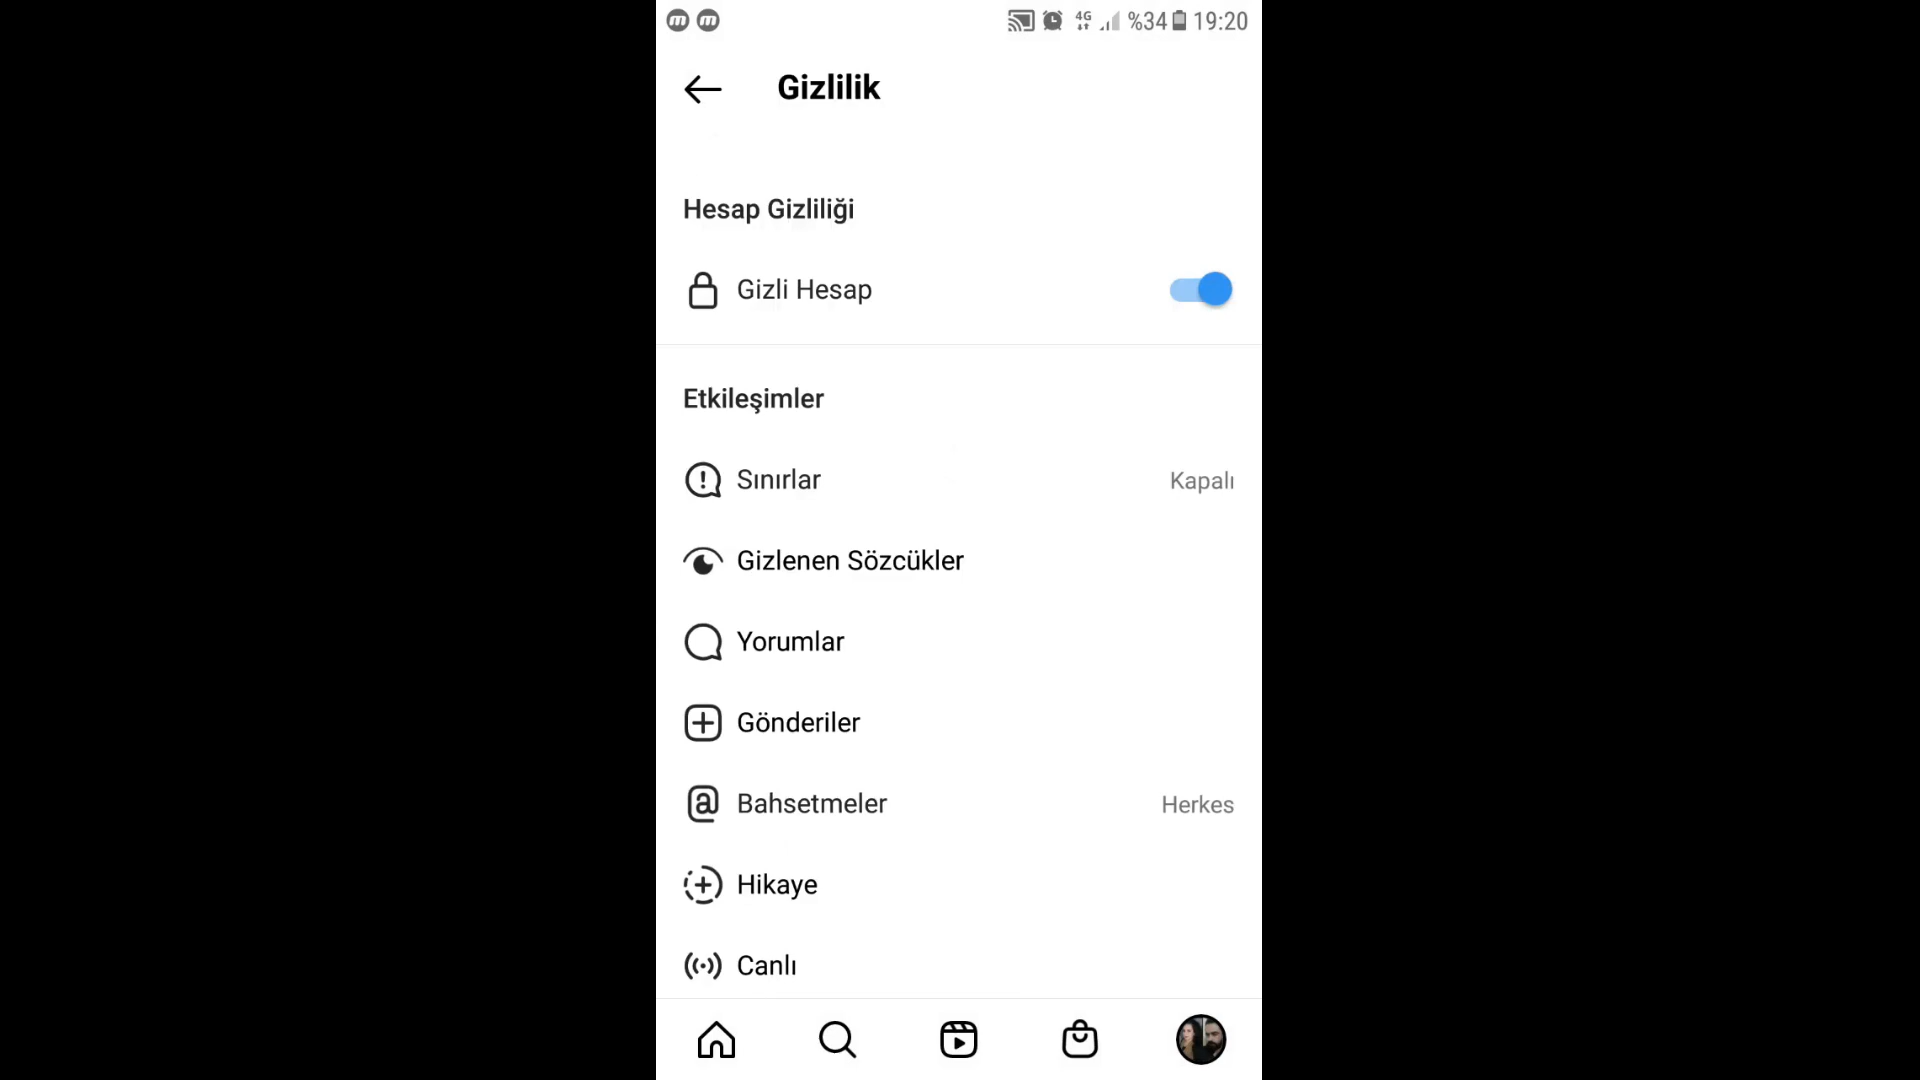 4G %34 19:20
Gizlilik
Hesap Gizliliği
Gizli Hesap
Etkileşimler
Sınırlar Kapalı
Gizlenen Sözcükler
Yorumlar
Gönderiler
Bahsetmeler Herkes
Hikaye
Canlı